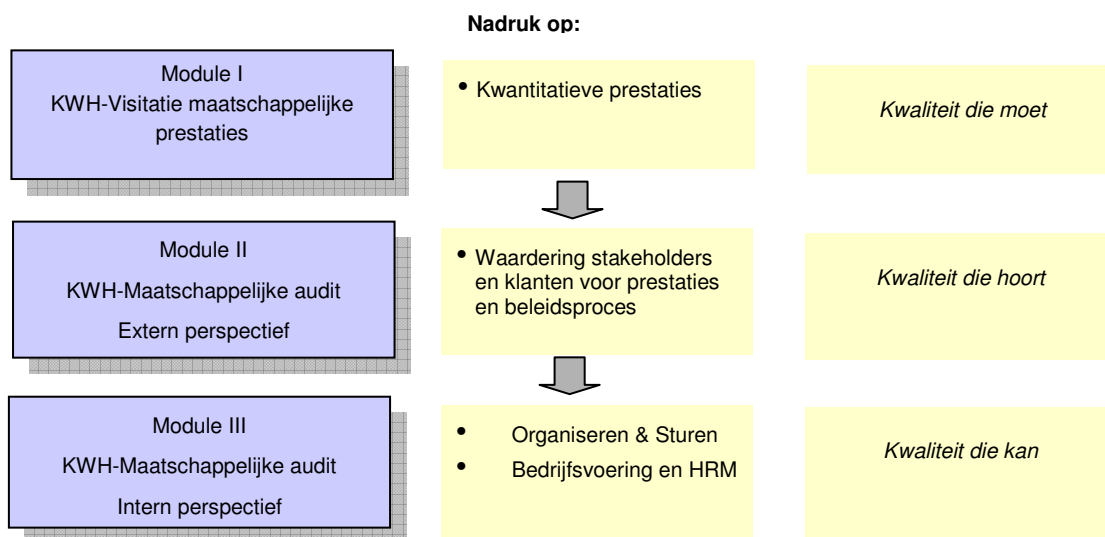 Nadruk op:
Module I
KWH-Visitatie maatschappelijke
prestaties
• Kwantitatieve prestaties
Kwaliteit die moet
Module II
KWH-Maatschappelijke audit
Extern perspectief
• Waardering stakeholders
en klanten voor prestaties
en beleidsproces
Kwaliteit die hoort
Module III
KWH-Maatschappelijke audit
Intern perspectief
• Organiseren & Sturen
• Bedrijfsvoering en HRM
Kwaliteit die kan